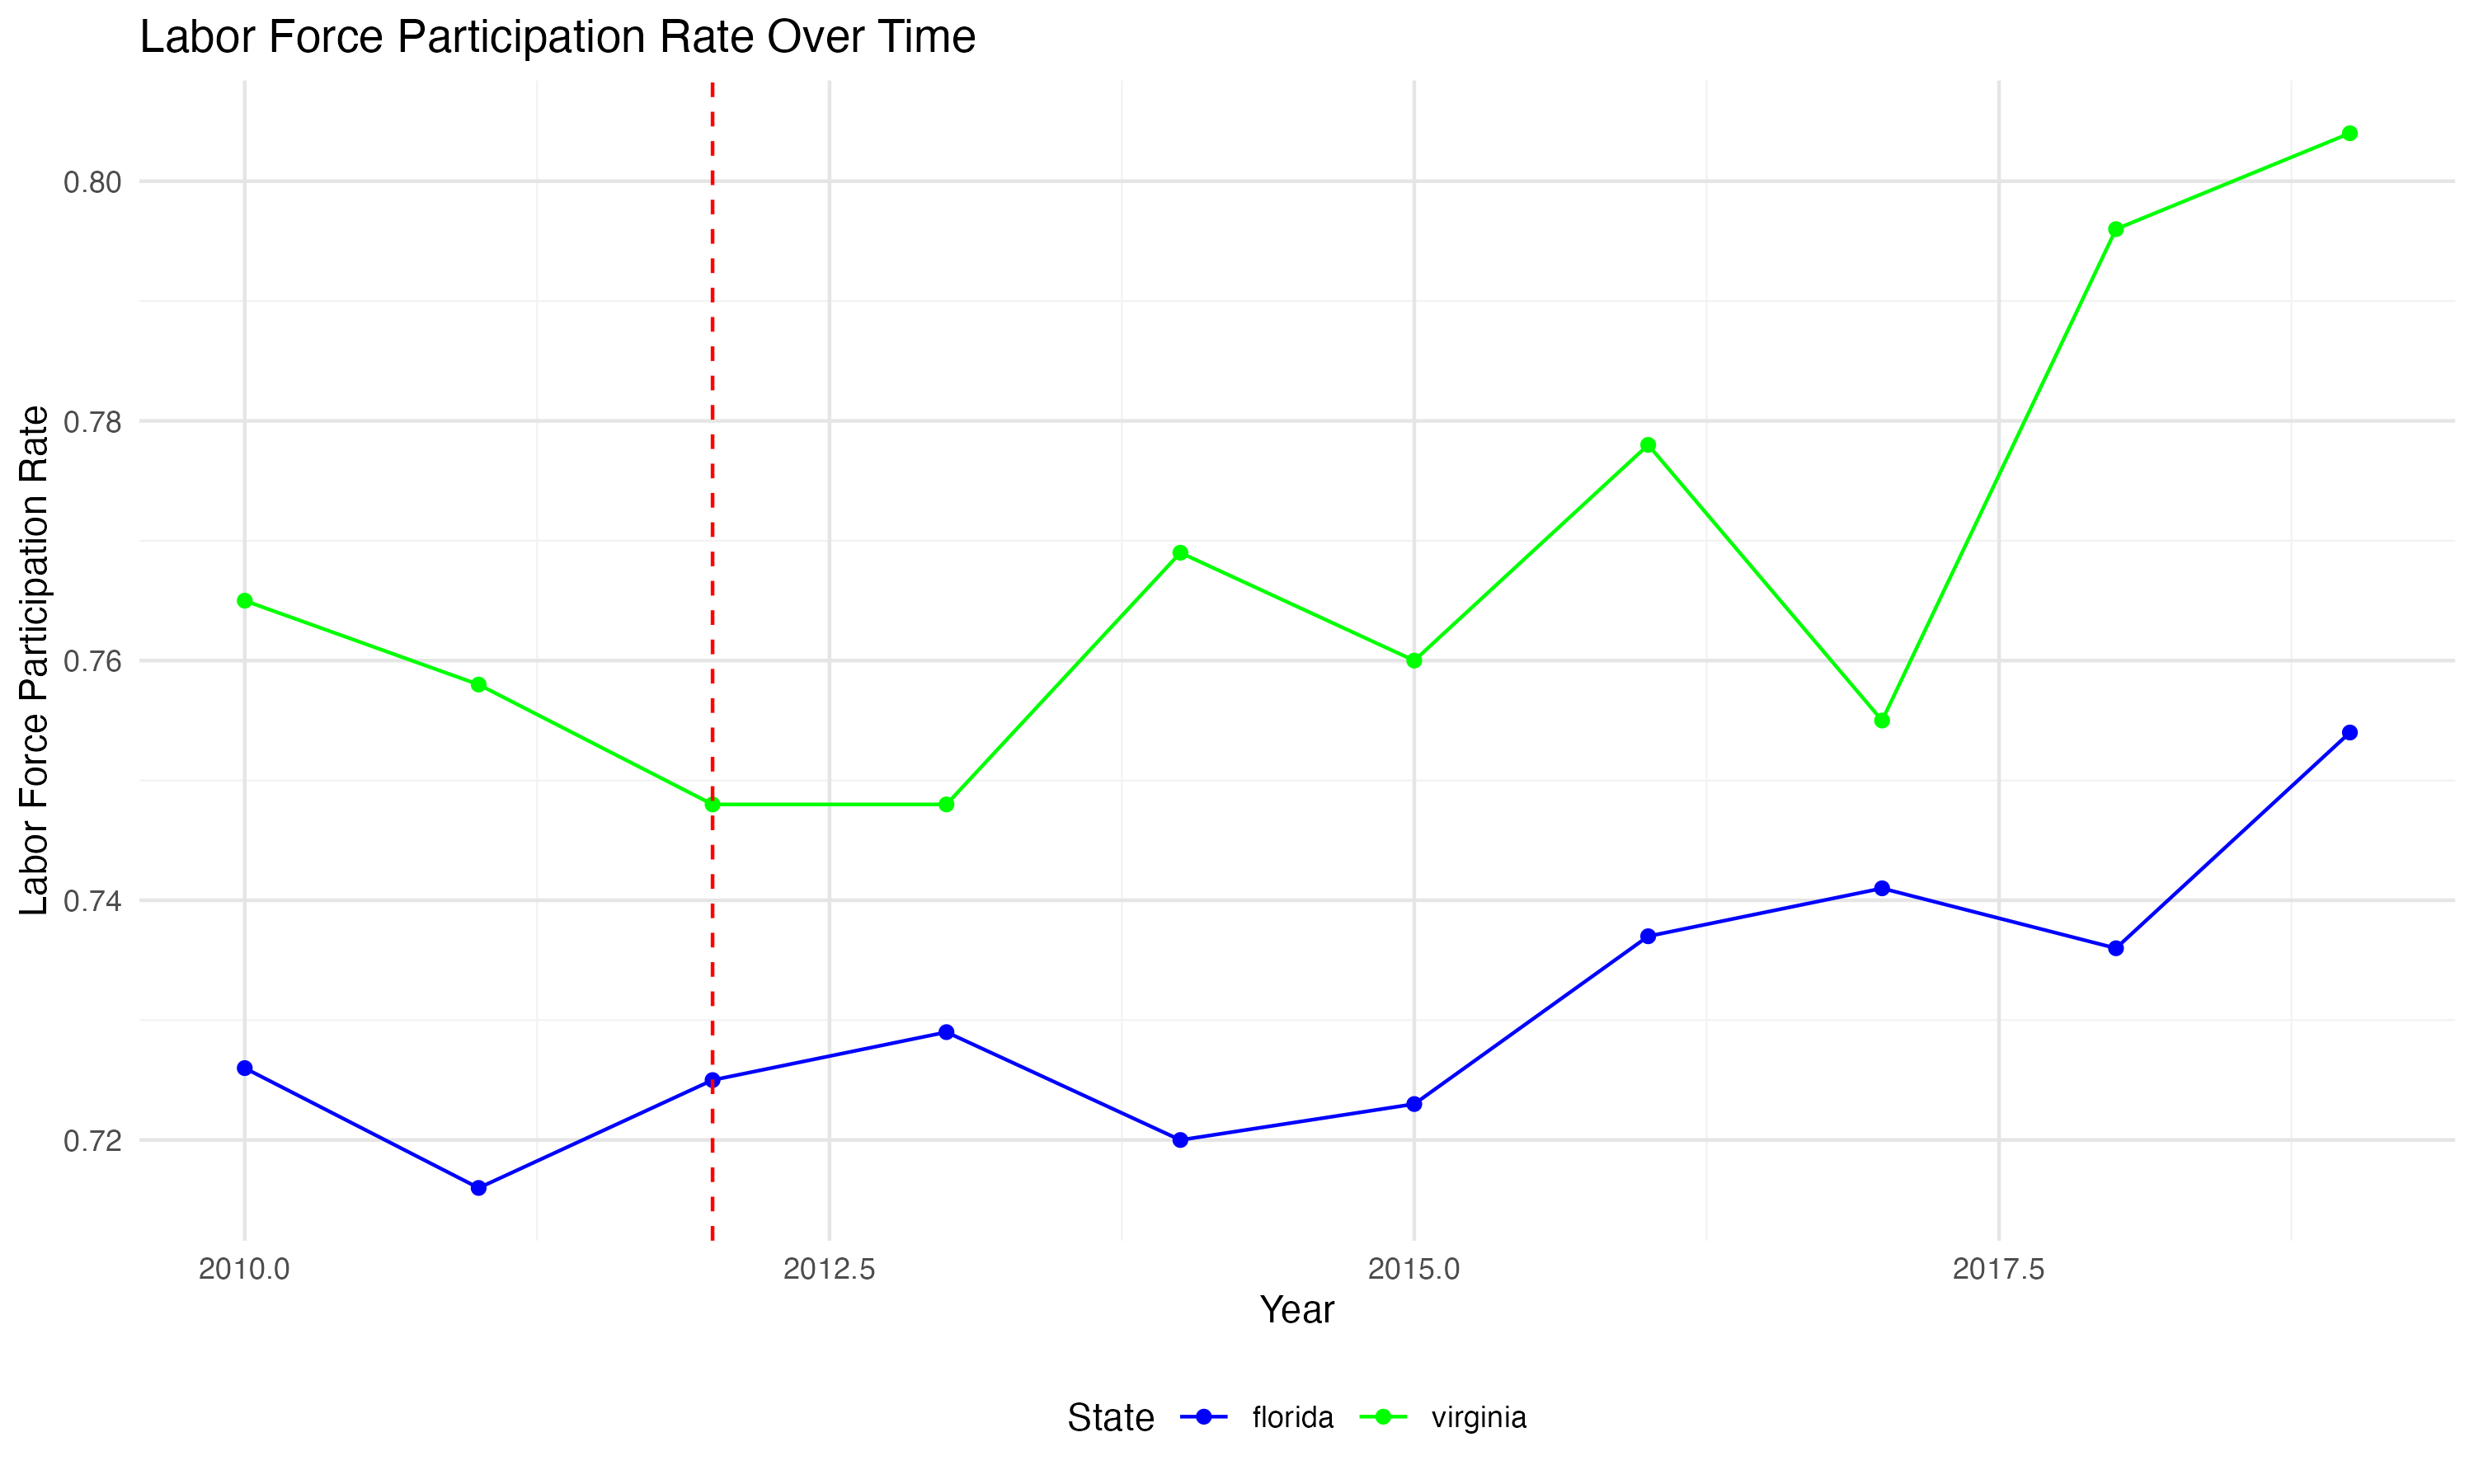 Labor Force Participation Rate Over Time
Labor Force Participation Rate
0.80
0.78
0.76
0.74
0.72
2010.0 2012.5 2015.0 2017.5
Year
State florida virginia